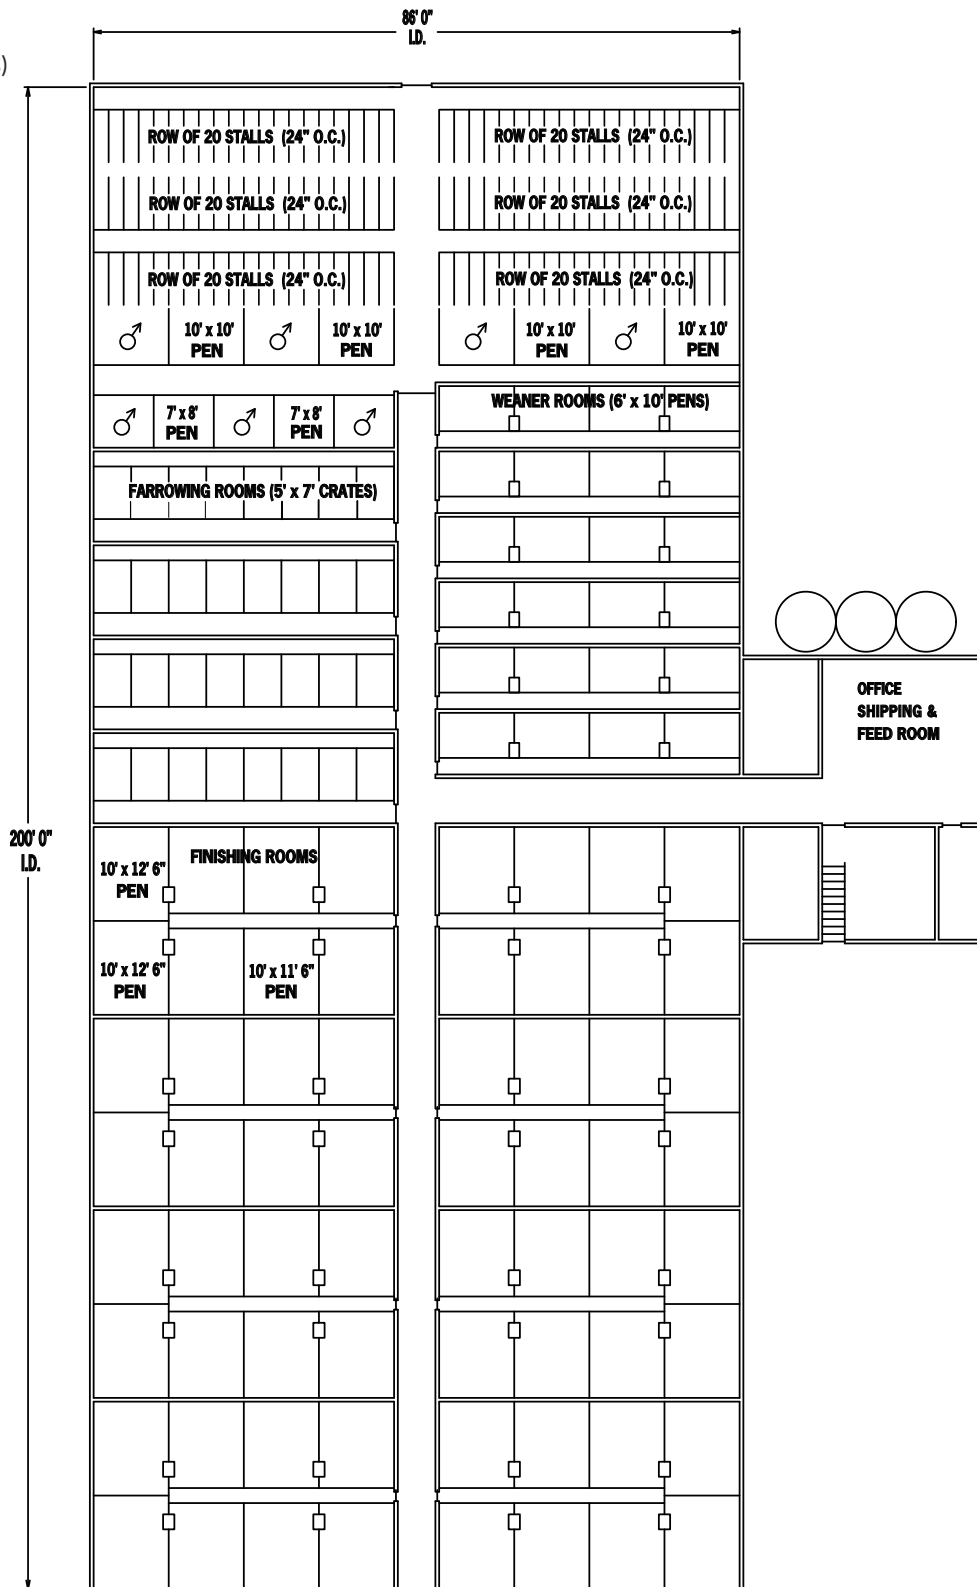 86' 0"
I.D.
)
ROW OF 20 STALLS (24" O.C.)
ROW OF 20 STALLS (24" O.C.)
ROW OF 20 STALLS (24" O.C.)
ROW OF 20 STALLS (24" O.C.)
ROW OF 20 STALLS (24" O.C.)
ROW OF 20 STALLS (24" O.C.)
10' x 10'
PEN
10' x 10'
PEN
10' x 10'
PEN
10' x 10'
PEN
7' x 8'
PEN
7' x 8'
PEN
WEANER ROOMS (6' x 10' PENS)
FARROWING ROOMS (5' x 7' CRATES)
OFFICE
SHIPPING &
FEED ROOM
200' 0"
I.D.
FINISHING ROOMS
10' x 12' 6"
PEN
10' x 12' 6"
PEN
10' x 11' 6"
PEN